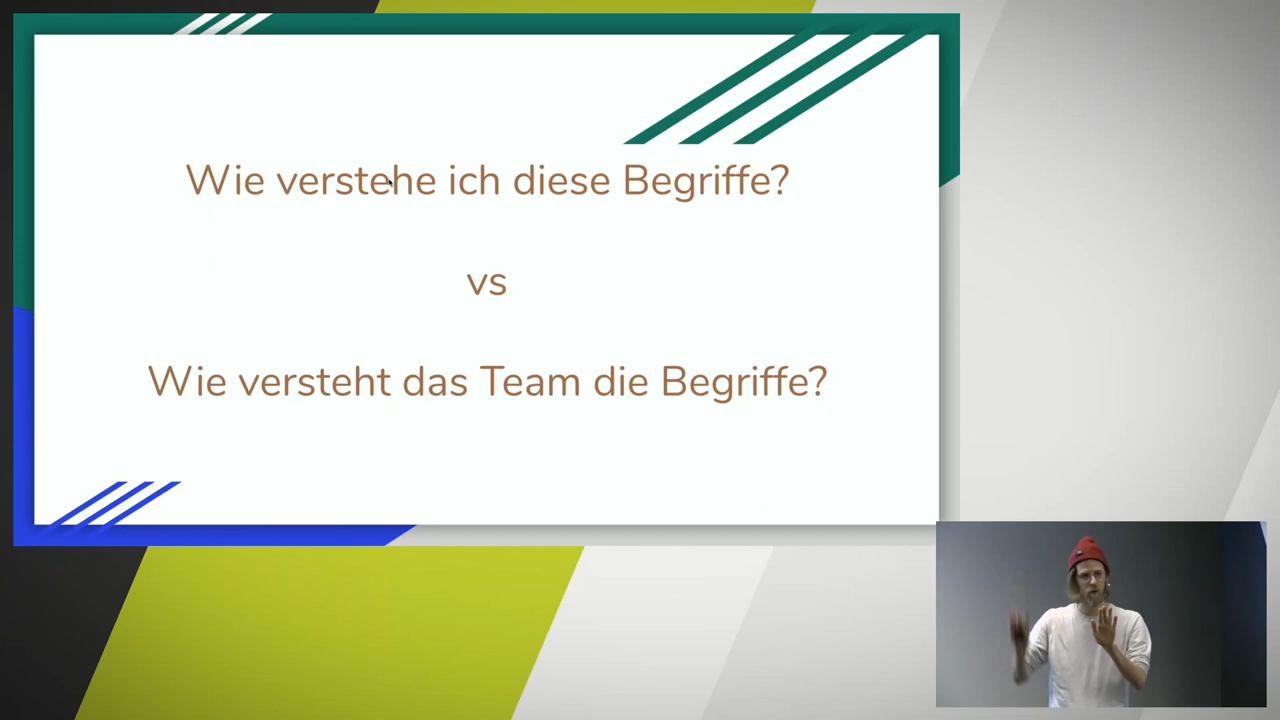 Wie verstehe ich diese Begriffe?
vs
Wie versteht das Team die Begriffe?